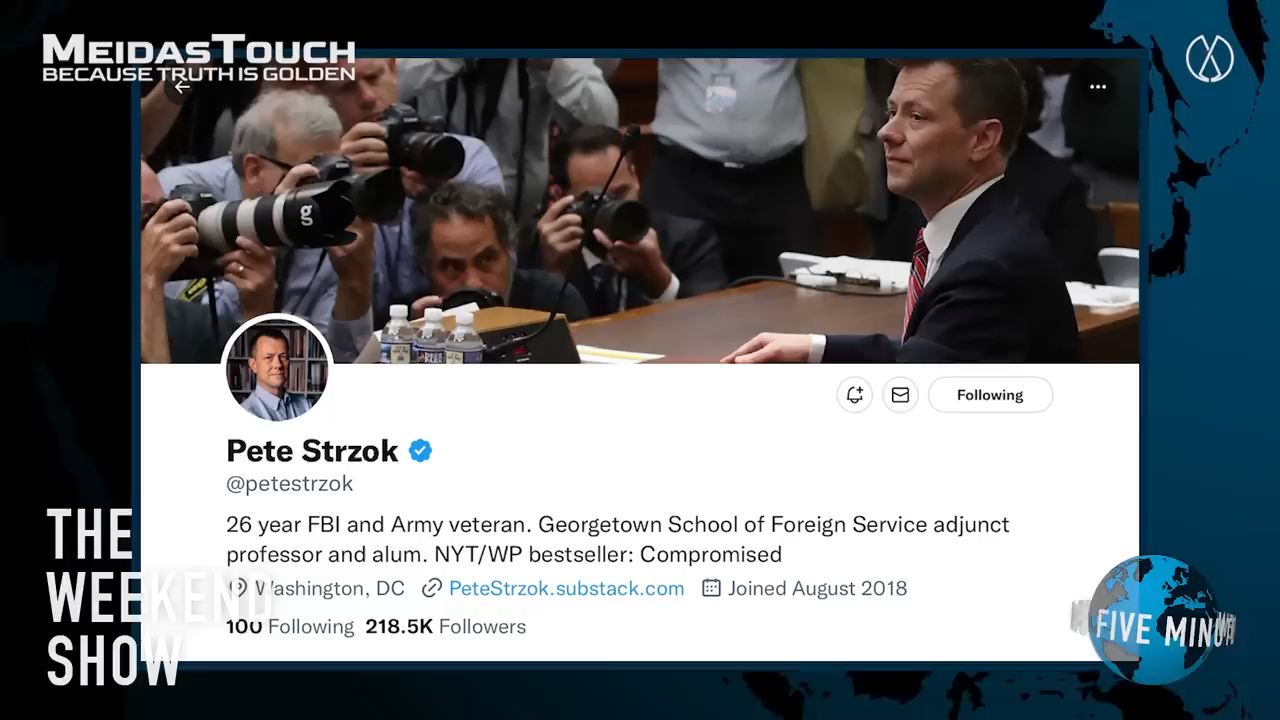 MEIDASTOUCH
BECAUSE TRUTH IS GOLDEN
g
Following
Pete Strzok
@petestrzok
26 year FBI and Army veteran. Georgetown School of Foreign Service adjunct
professor and alum. NYT/WP bestseller: Compromised
Washington, DC PeteStrzok.substack.com Joined August 2018
100 Following 218.5K Followers
THE
WEEKEND
SHOW
FIVE MINU